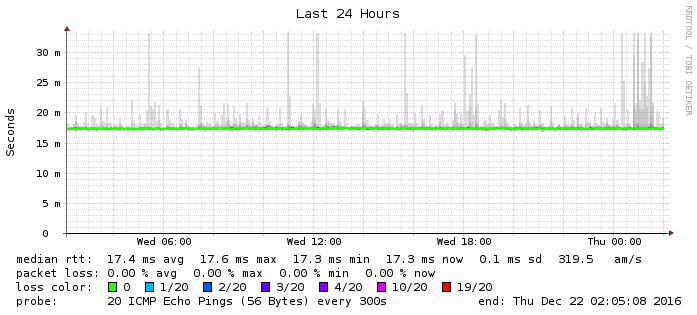 Last 24 Hours
RRDTOOL / TOBI OETIKER
Seconds
30 m
25 m
20 m
15 m
10 m
5 m
0
Wed 06:00 Wed 12:00 Wed 18:00 Thu 00:00
median rtt: 17.4 ms avg 17.6 ms max 17.3 ms min 17.3 ms now 0.1 ms sd 319.5 am/s
packet loss: 0.00 % avg 0.00 % max 0.00 % min 0.00 % now
loss color: 0 1/20 2/20 3/20 4/20 10/20 19/20
probe: 20 ICMP Echo Pings (56 Bytes) every 300s end: Thu Dec 22 02:05:08 2016